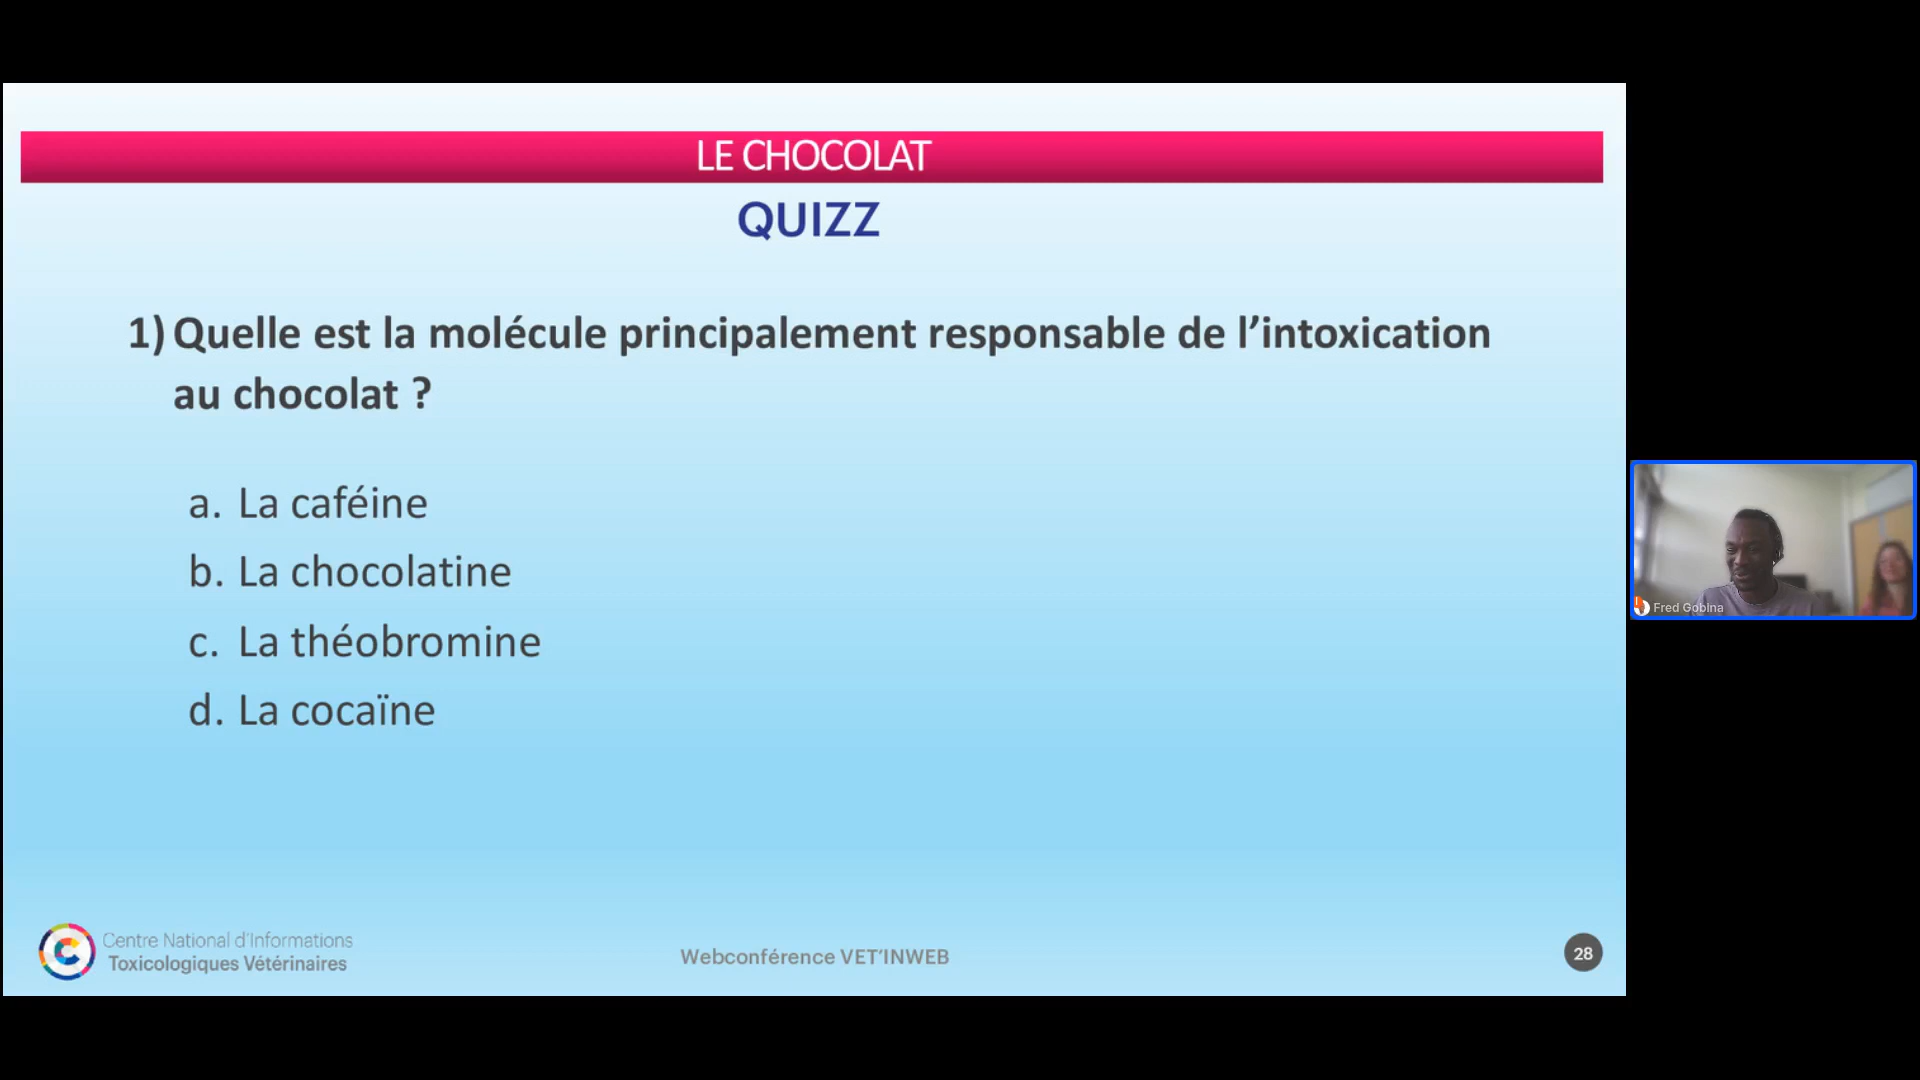 LE CHOCOLAT
QUIZZ
1) Quelle est la molécule principalement responsable de l’intoxication
au chocolat ?
a. La caféine
b. La chocolatine
c. La théobromine
d. La cocaïne
Centre National d'Informations
Toxicologiques Vétérinaires
Webconférence VET'INWEB
28
Fred Gobina